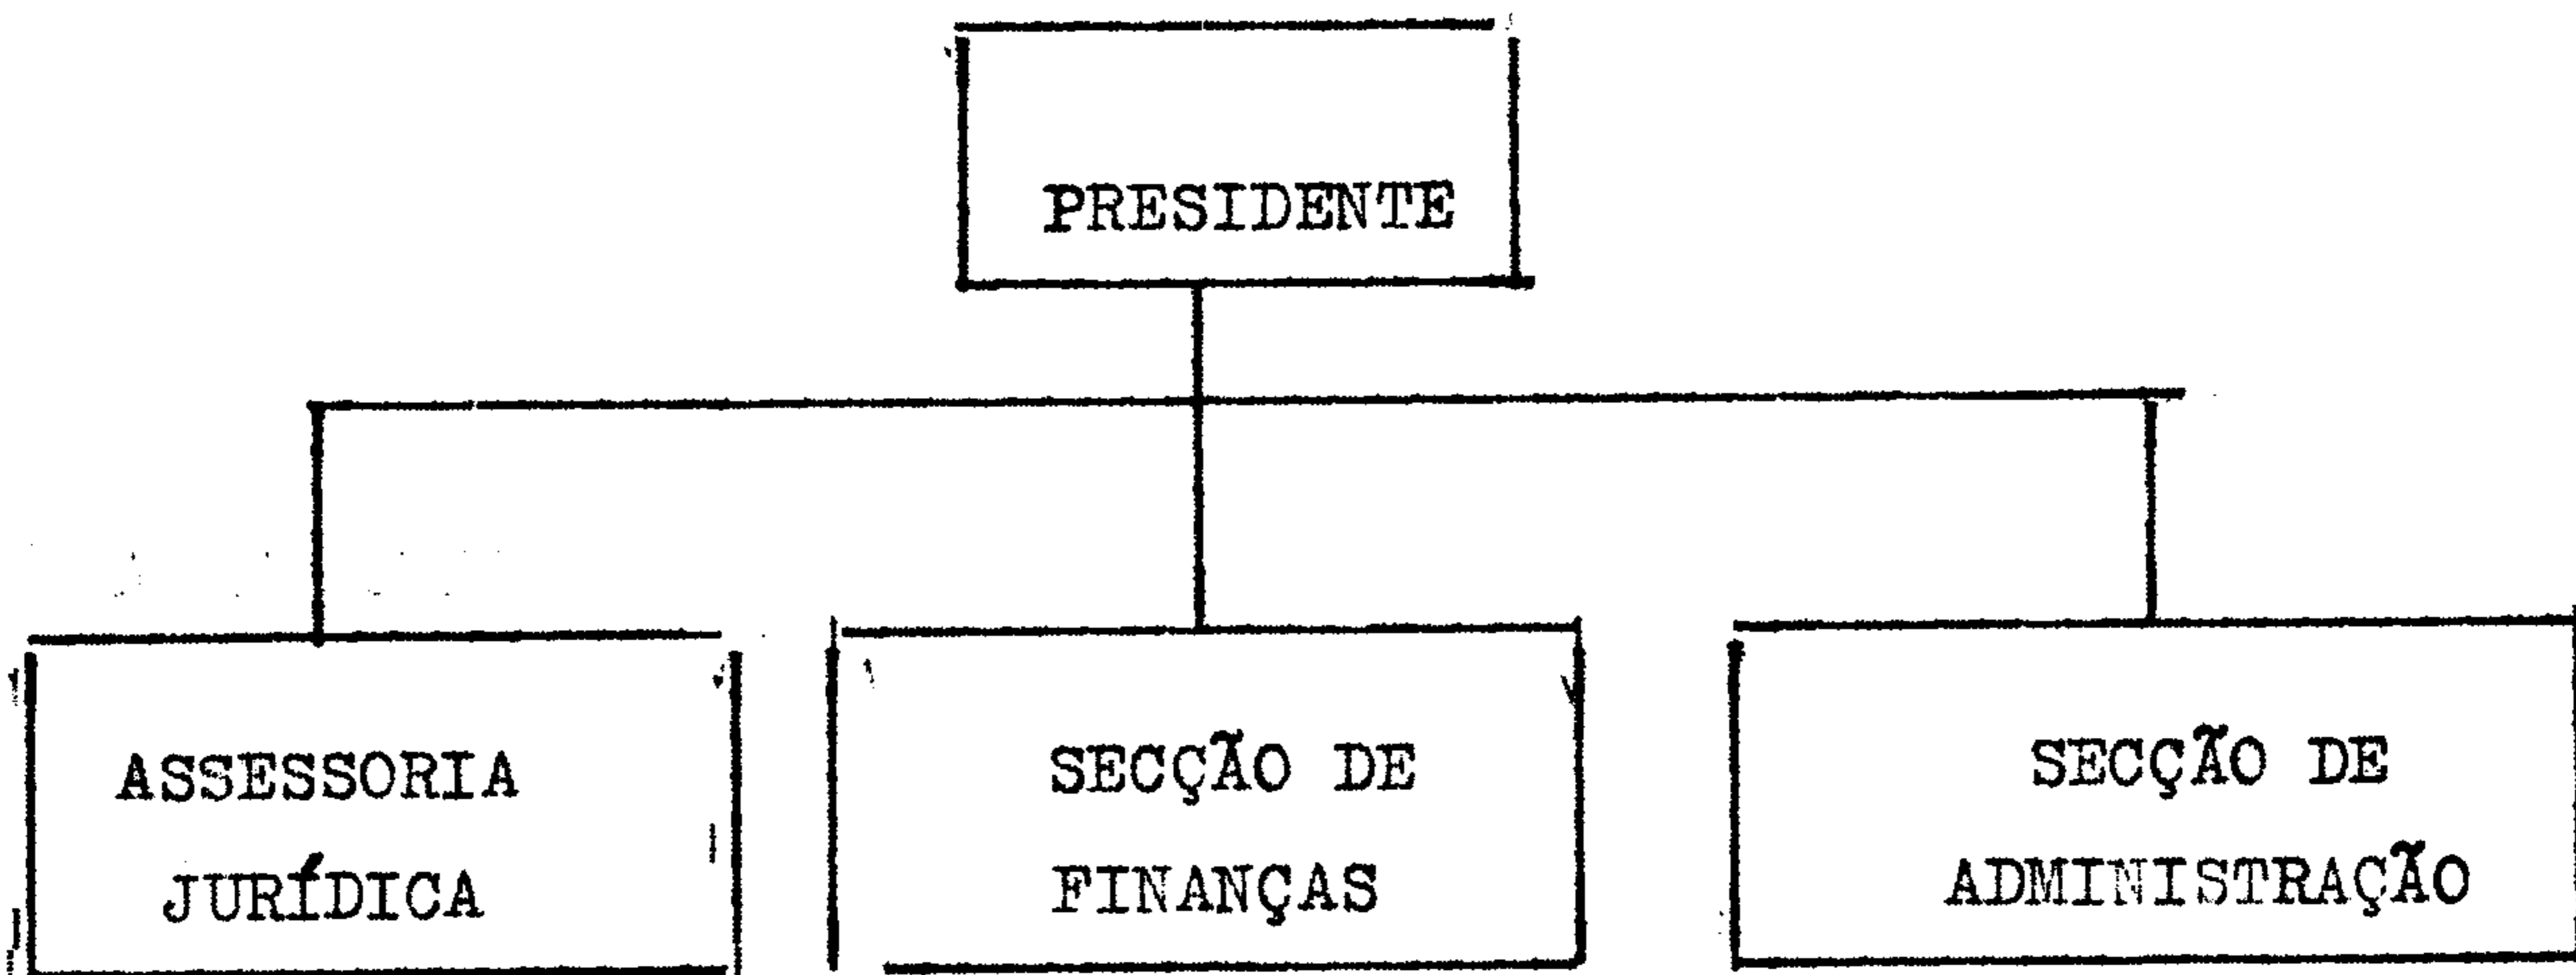 PRESIDENTE
ASSESSORIA
JURÍDICA
SECÇÃO DE
FINANÇAS
SECÇÃO DE
ADMINISTRAÇÃO